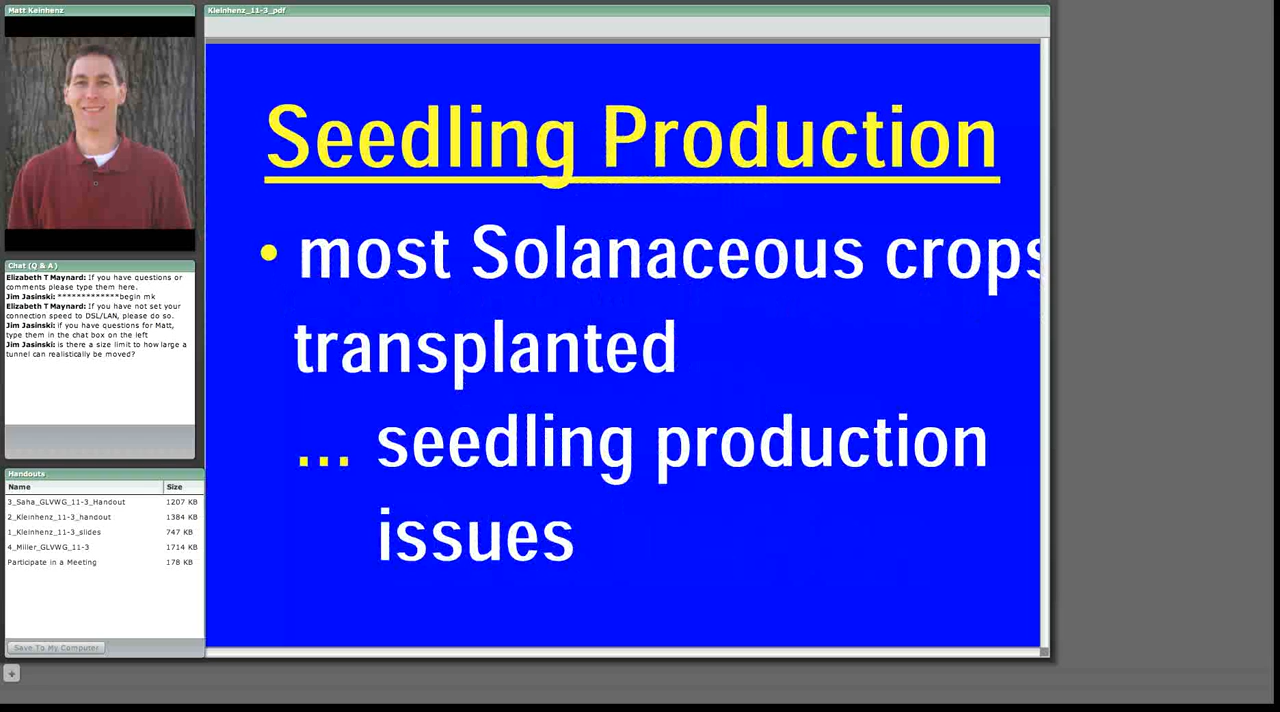 Matt Keinhenz
Kleinhenz_11-3_pdf
Seedling Production
• most Solanaceous crops
transplanted
... seedling production
issues
Chat (Q & A)
Elizabeth T Maynard: If you have questions or
comments please type them here.
Jim Jasinski: *************begin mk
Elizabeth T Maynard: If you have not set your
connection speed to DSL/LAN, please do so.
Jim Jasinski: if you have questions for Matt,
type them in the chat box on the left
Jim Jasinski: is there a size limit to how large a
tunnel can realistically be moved?
Handouts
Name Size
3_Saha_GLVWG_11-3_Handout 1207 KB
2_Kleinhenz_11-3_handout 1384 KB
1_Kleinhenz_11-3_slides 747 KB
4_Miller_GLVWG_11-3 1714 KB
Participate in a Meeting 178 KB
Save To My Computer
+